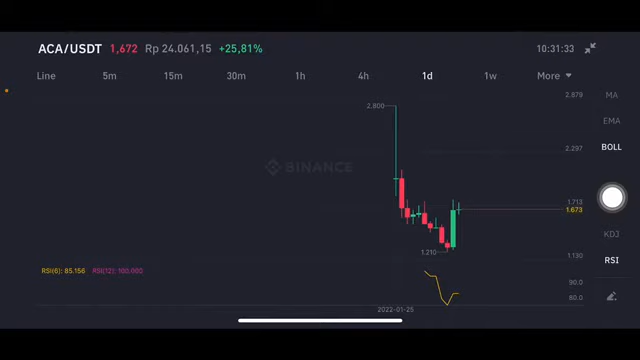 ACA/USDT 1,672 Rp 24.061,15 +25,81% 10:31:33
Line 5m 15m 30m 1h 4h 1d 1w More
2.879
MA
2.800
EMA
2.297
BOLL
BINANCE
1.713
1.673
KDJ
1.210
1.130
RSI
RSI(6): 85.156 RSI(12): 100.000
90.0
80.0
2022-01-25